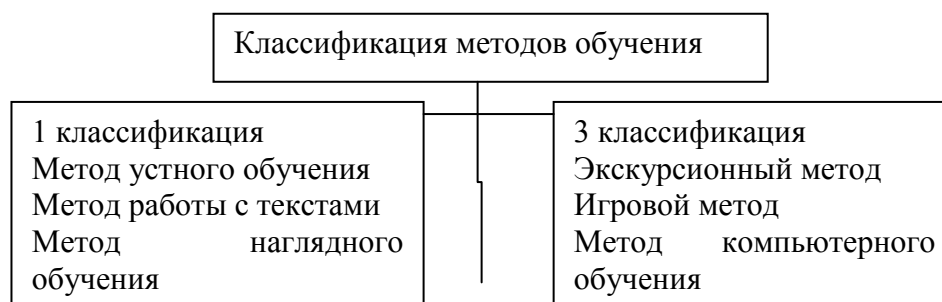 Классификация методов обучения
1 классификация
Метод устного обучения
Метод работы с текстами
Метод наглядного
обучения
3 классификация
Экскурсионный метод
Игровой метод
Метод компьютерного
обучения